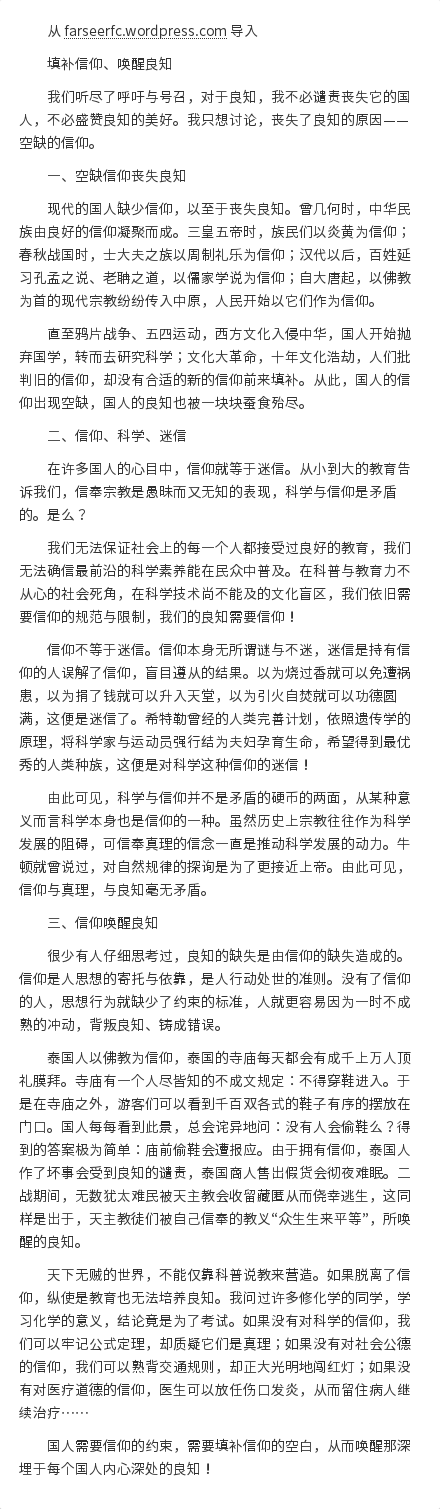 从 farseerfc.wordpress.com 导入
填补信仰、唤醒良知
我们听尽了呼吁与号召，对于良知，我不必谴责丧失它的国
人，不必盛赞良知的美好。我只想讨论，丧失了良知的原因——
空缺的信仰。
一、空缺信仰丧失良知
现代的国人缺少信仰，以至于丧失良知。曾几何时，中华民
族由良好的信仰凝聚而成。三皇五帝时，族民们以炎黄为信仰；
春秋战国时，士大夫之族以周制礼乐为信仰；汉代以后，百姓延
习孔孟之说、老聃之道，以儒家学说为信仰；自大唐起，以佛教
为首的现代宗教纷纷传入中原，人民开始以它们作为信仰。
直至鸦片战争、五四运动，西方文化入侵中华，国人开始抛
弃国学，转而去研究科学；文化大革命，十年文化浩劫，人们批
判旧的信仰，却没有合适的新的信仰前来填补。从此，国人的信
仰出现空缺，国人的良知也被一块块蚕食殆尽。
二、信仰、科学、迷信
在许多国人的心目中，信仰就等于迷信。从小到大的教育告
诉我们，信奉宗教是愚昧而又无知的表现，科学与信仰是矛盾
的。是么？
我们无法保证社会上的每一个人都接受过良好的教育，我们
无法确信最前沿的科学素养能在民众中普及。在科普与教育力不
从心的社会死角，在科学技术尚不能及的文化盲区，我们依旧需
要信仰的规范与限制，我们的良知需要信仰！
信仰不等于迷信。信仰本身无所谓谜与不迷，迷信是持有信
仰的人误解了信仰，盲目遵从的结果。以为烧过香就可以免遭祸
患，以为捐了钱就可以升入天堂，以为引火自焚就可以功德圆
满，这便是迷信了。希特勒曾经的人类完善计划，依照遗传学的
原理，将科学家与运动员强行结为夫妇孕育生命，希望得到最优
秀的人类种族，这便是对科学这种信仰的迷信！
由此可见，科学与信仰并不是矛盾的硬币的两面，从某种意
义而言科学本身也是信仰的一种。虽然历史上宗教往往作为科学
发展的阻碍，可信奉真理的信念一直是推动科学发展的动力。牛
顿就曾说过，对自然规律的探询是为了更接近上帝。由此可见，
信仰与真理，与良知毫无矛盾。
三、信仰唤醒良知
很少有人仔细思考过，良知的缺失是由信仰的缺失造成的。
信仰是人思想的寄托与依靠，是人行动处世的准则。没有了信仰
的人，思想行为就缺少了约束的标准，人就更容易因为一时不成
熟的冲动，背叛良知、铸成错误。
泰国人以佛教为信仰，泰国的寺庙每天都会有成千上万人顶
礼膜拜。寺庙有一个人尽皆知的不成文规定：不得穿鞋进入。于
是在寺庙之外，游客们可以看到千百双各式的鞋子有序的摆放在
门口。国人每每看到此景，总会诧异地问：没有人会偷鞋么？得
到的答案极为简单：庙前偷鞋会遭报应。由于拥有信仰，泰国人
作了坏事会受到良知的谴责，泰国商人售出假货会彻夜难眠。二
战期间，无数犹太难民被天主教会收留藏匿从而侥幸逃生，这同
样是出于，天主教徒们被自己信奉的教义“众生生来平等”，所唤
醒的良知。
天下无贼的世界，不能仅靠科普说教来营造。如果脱离了信
仰，纵使是教育也无法培养良知。我问过许多修化学的同学，学
习化学的意义，结论竟是为了考试。如果没有对科学的信仰，我
们可以牢记公式定理，却质疑它们是真理；如果没有对社会公德
的信仰，我们可以熟背交通规则，却正大光明地闯红灯；如果没
有对医疗道德的信仰，医生可以放任伤口发炎，从而留住病人继
续治疗……
国人需要信仰的约束，需要填补信仰的空白，从而唤醒那深
埋于每个国人内心深处的良知！